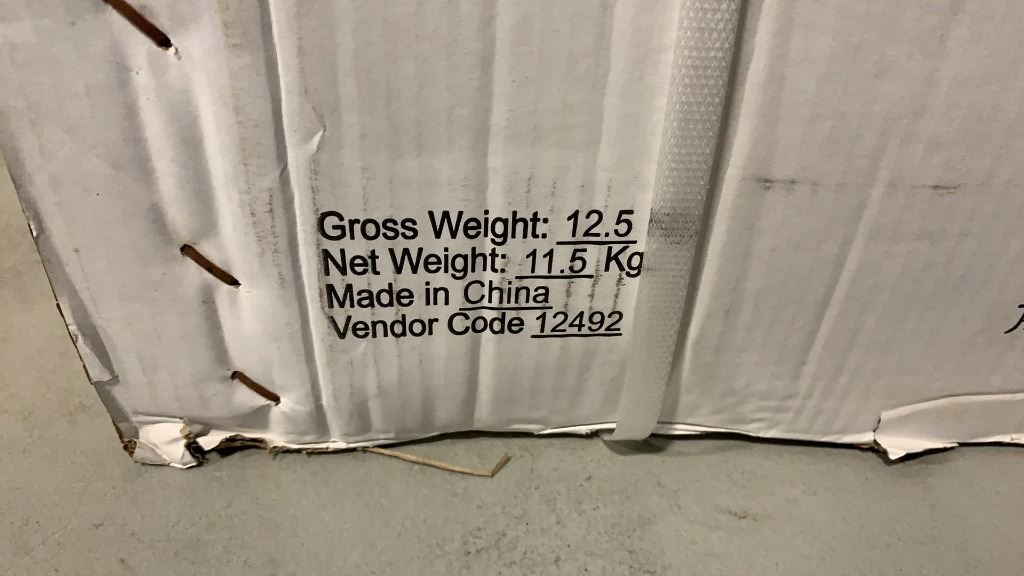 Gross Weight: 12.5
Net Weight: 11.5 Kg
Made in China
Vendor Code 12492